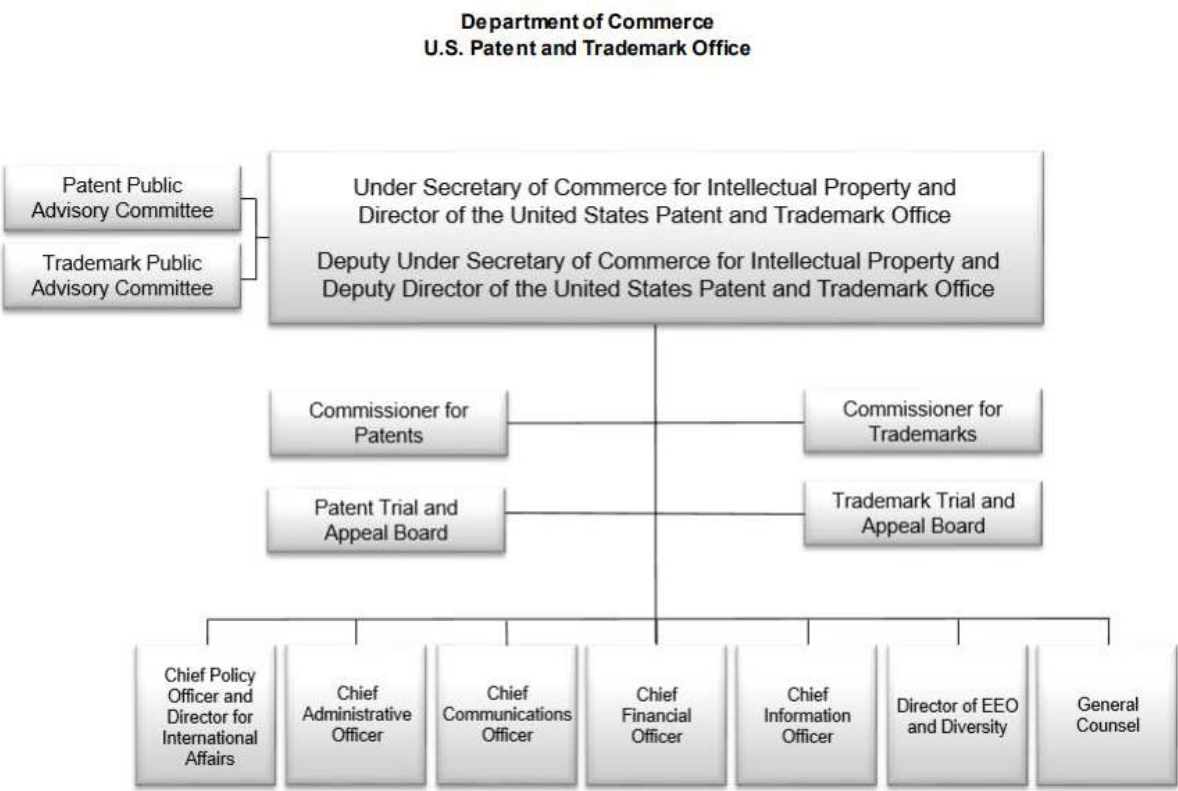 Department of Commerce
U.S. Patent and Trademark Office
Patent Public
Advisory Committee
Trademark Public
Advisory Committee
Under Secretary of Commerce for Intellectual Property and
Director of the United States Patent and Trademark Office
Deputy Under Secretary of Commerce for Intellectual Property and
Deputy Director of the United States Patent and Trademark Office
Commissioner for
Patents
Commissioner for
Trademarks
Patent Trial and
Appeal Board
Trademark Trial and
Appeal Board
Chief Policy
Officer and
Director for
International
Affairs
Chief
Administrative
Officer
Chief
Communications
Officer
Chief
Financial
Officer
Chief
Information
Officer
Director of EEO
and Diversity
General
Counsel